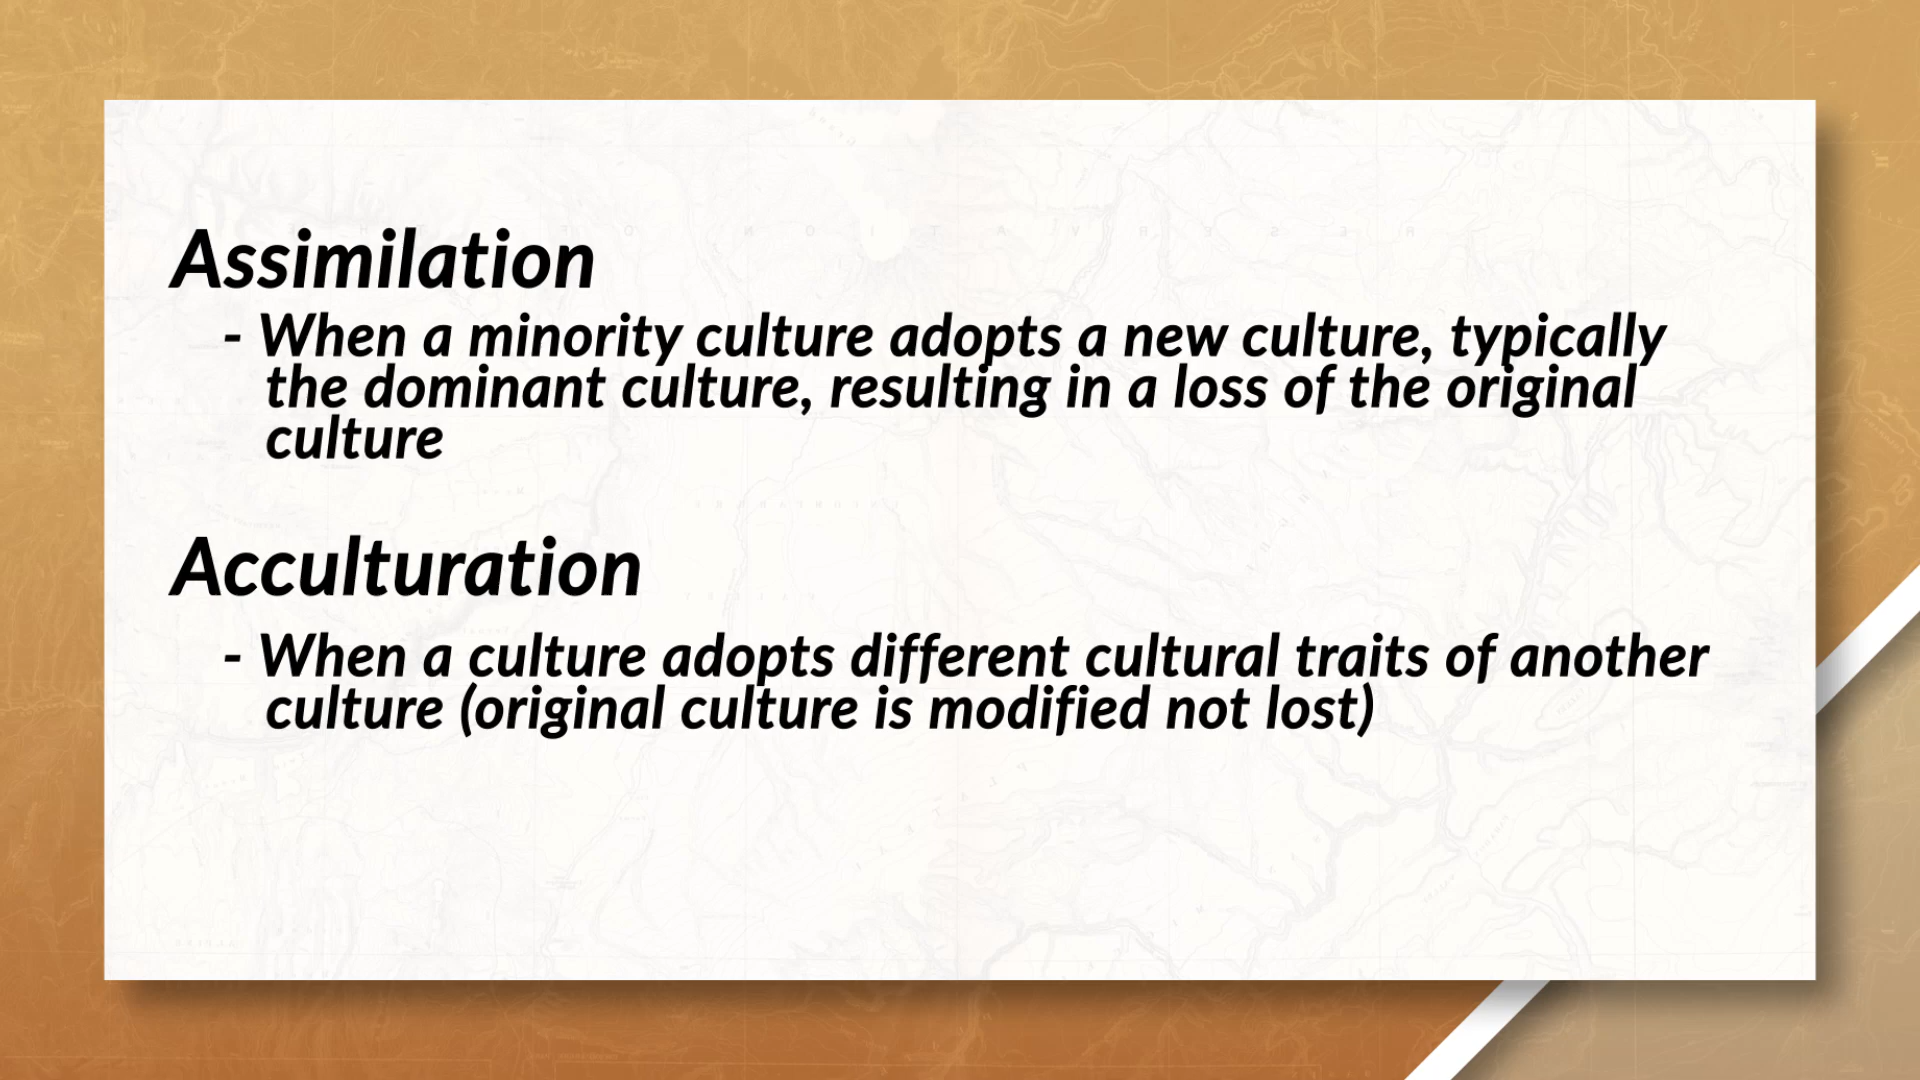 Assimilation
- When a minority culture adopts a new culture, typically
the dominant culture, resulting in a loss of the original
culture
Acculturation
- When a culture adopts different cultural traits of another
culture (original culture is modified not lost)